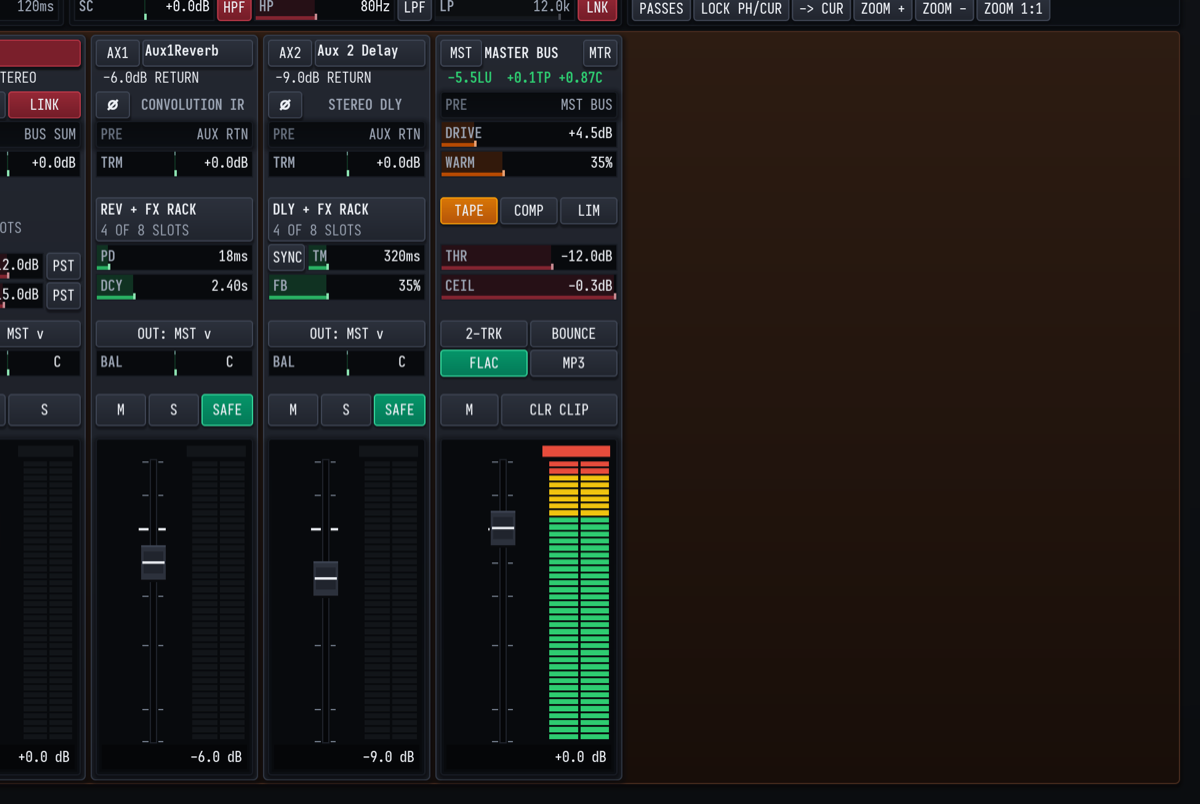 120ms SC +0.0dB HPF HP 80Hz LPF LP 12.0k LNK PASSES LOCK PH/CUR -> CUR ZOOM + ZOOM - ZOOM 1:1
TEREO
LINK
BUS SUM
+0.0dB
OTS
2.0dB PST
5.0dB PST
MST v
C
S
+0.0 dB
AX1 Aux1Reverb
-6.0dB RETURN
ø CONVOLUTION IR
PRE AUX RTN
TRM +0.0dB
REV + FX RACK
4 OF 8 SLOTS
PD 18ms
DCY 2.40s
OUT: MST v
BAL C
M S SAFE
-6.0 dB
AX2 Aux 2 Delay
-9.0dB RETURN
ø STEREO DLY
PRE AUX RTN
TRM +0.0dB
DLY + FX RACK
4 OF 8 SLOTS
SYNC TM 320ms
FB 35%
OUT: MST v
BAL C
M S SAFE
-9.0 dB
MST MASTER BUS MTR
-5.5LU +0.1TP +0.87C
PRE MST BUS
DRIVE +4.5dB
WARM 35%
TAPE COMP LIM
THR -12.0dB
CEIL -0.3dB
2-TRK BOUNCE
FLAC MP3
M CLR CLIP
+0.0 dB